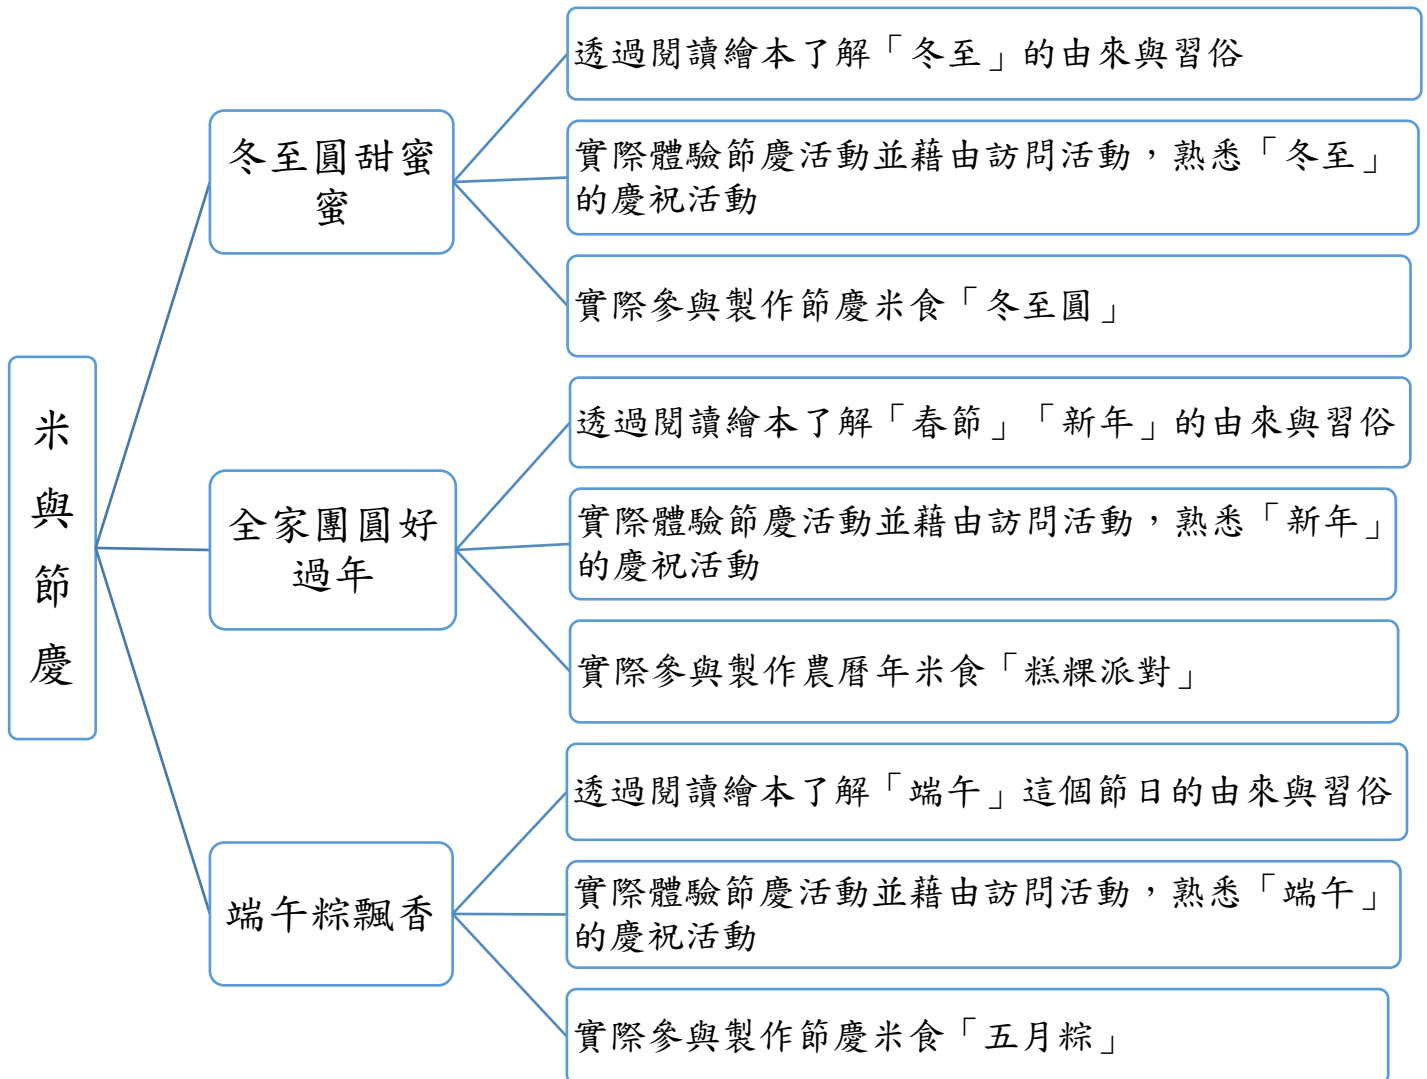 米與節慶
冬至圓甜蜜
蜜
透過閱讀繪本了解「冬至」的由來與習俗
實際體驗節慶活動並藉由訪問活動，熟悉「冬至」
的慶祝活動
實際參與製作節慶米食「冬至圓」
全家團圓好
過年
透過閱讀繪本了解「春節」「新年」的由來與習俗
實際體驗節慶活動並藉由訪問活動，熟悉「新年」
的慶祝活動
實際參與製作農曆年米食「糕粿派對」
端午粽飄香
透過閱讀繪本了解「端午」這個節日的由來與習俗
實際體驗節慶活動並藉由訪問活動，熟悉「端午」
的慶祝活動
實際參與製作節慶米食「五月粽」